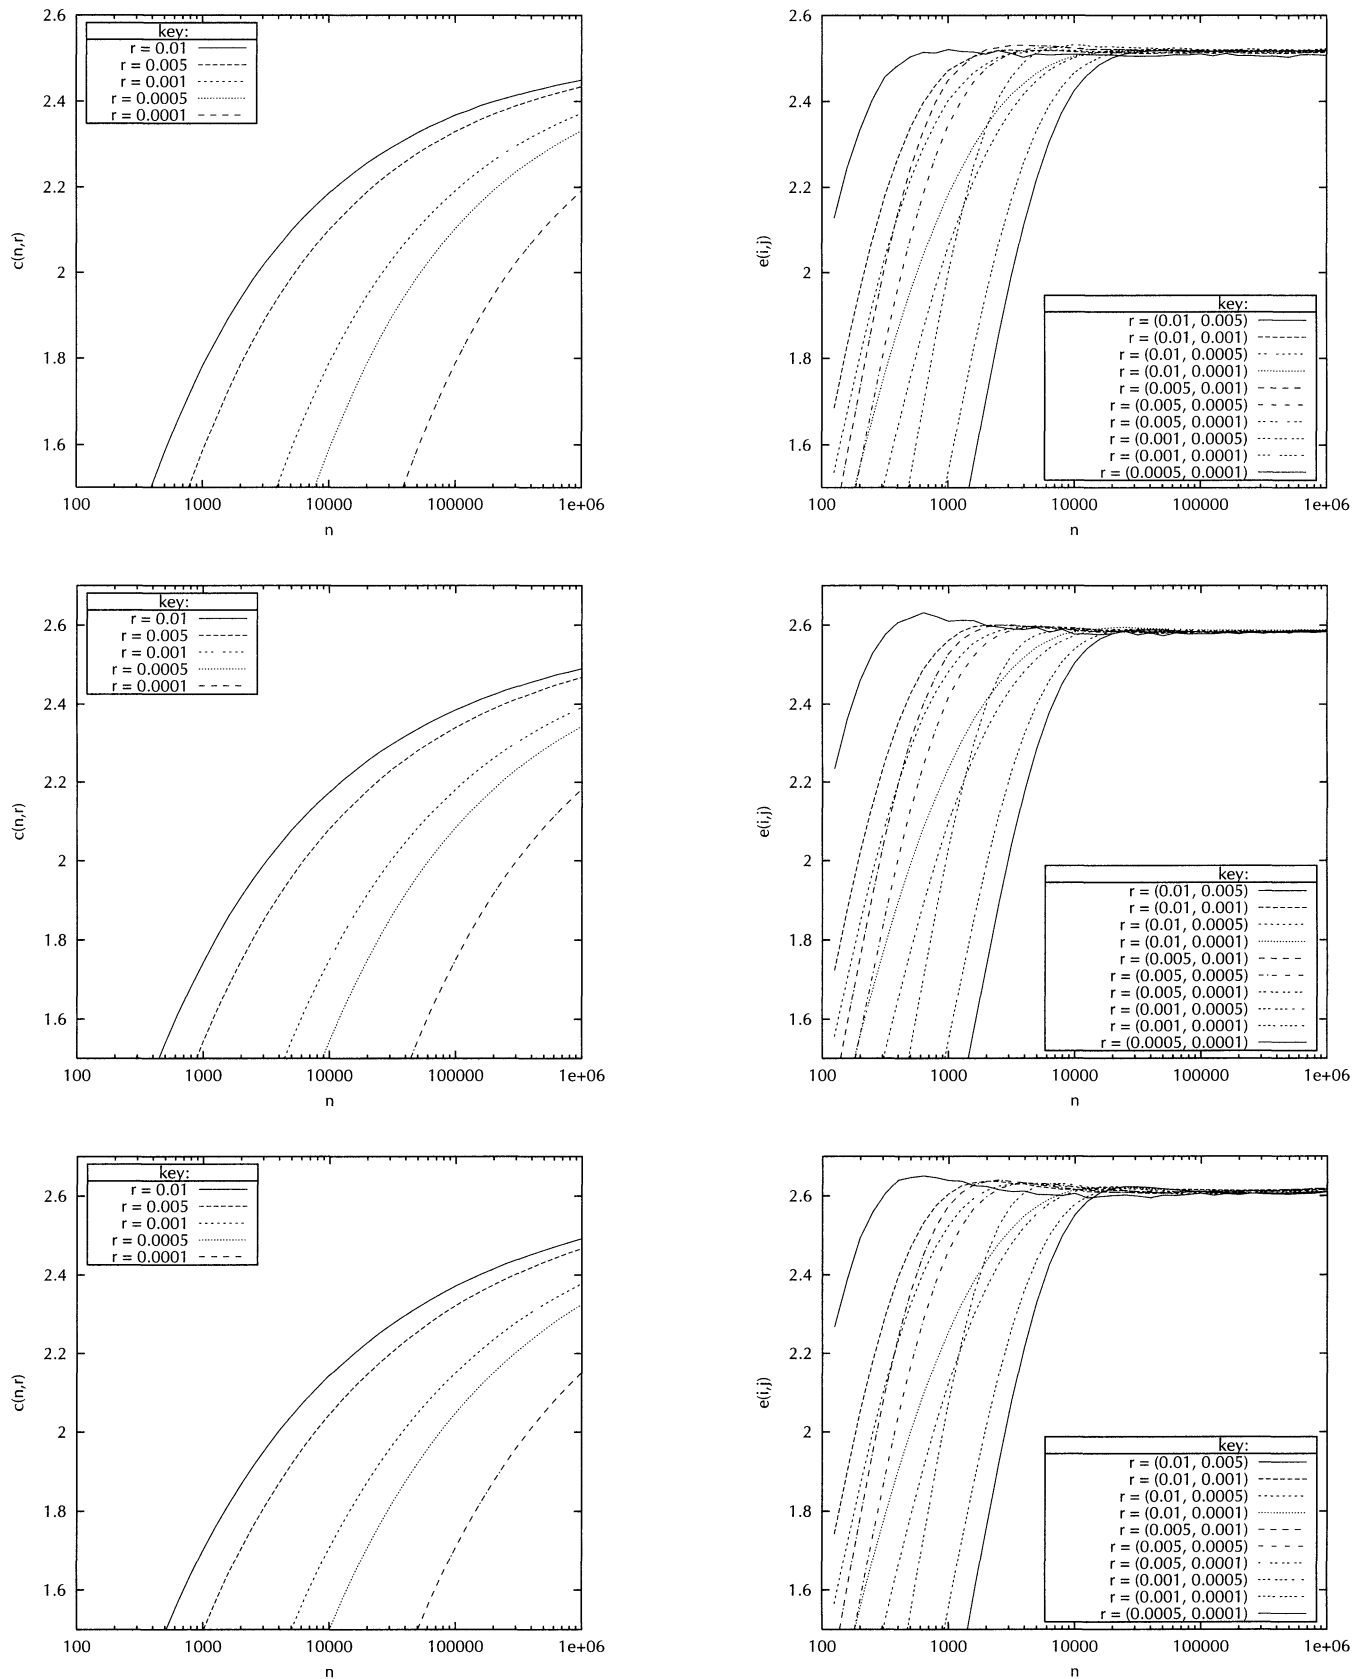 2.6
2.4
2.2
2
1.8
1.6
c(n,r)
key:
r = 0.01
r = 0.005
r = 0.001
r = 0.0005
r = 0.0001
100
1000
10000
100000
1e+06
n
2.6
2.4
2.2
2
1.8
1.6
e(i,j)
key:
r = (0.01, 0.005)
r = (0.01, 0.001)
r = (0.01, 0.0005)
r = (0.01, 0.0001)
r = (0.005, 0.001)
r = (0.005, 0.0005)
r = (0.005, 0.0001)
r = (0.001, 0.0005)
r = (0.001, 0.0001)
r = (0.0005, 0.0001)
100
1000
10000
100000
1e+06
n
2.6
2.4
2.2
2
1.8
1.6
c(n,r)
key:
r = 0.01
r = 0.005
r = 0.001
r = 0.0005
r = 0.0001
100
1000
10000
100000
1e+06
n
2.6
2.4
2.2
2
1.8
1.6
e(i,j)
key:
r = (0.01, 0.005)
r = (0.01, 0.001)
r = (0.01, 0.0005)
r = (0.01, 0.0001)
r = (0.005, 0.001)
r = (0.005, 0.0005)
r = (0.005, 0.0001)
r = (0.001, 0.0005)
r = (0.001, 0.0001)
r = (0.0005, 0.0001)
100
1000
10000
100000
1e+06
n
2.6
2.4
2.2
2
1.8
1.6
c(n,r)
key:
r = 0.01
r = 0.005
r = 0.001
r = 0.0005
r = 0.0001
100
1000
10000
100000
1e+06
n
2.6
2.4
2.2
2
1.8
1.6
e(i,j)
key:
r = (0.01, 0.005)
r = (0.01, 0.001)
r = (0.01, 0.0005)
r = (0.01, 0.0001)
r = (0.005, 0.001)
r = (0.005, 0.0005)
r = (0.005, 0.0001)
r = (0.001, 0.0005)
r = (0.001, 0.0001)
r = (0.0005, 0.0001)
100
1000
10000
100000
1e+06
n